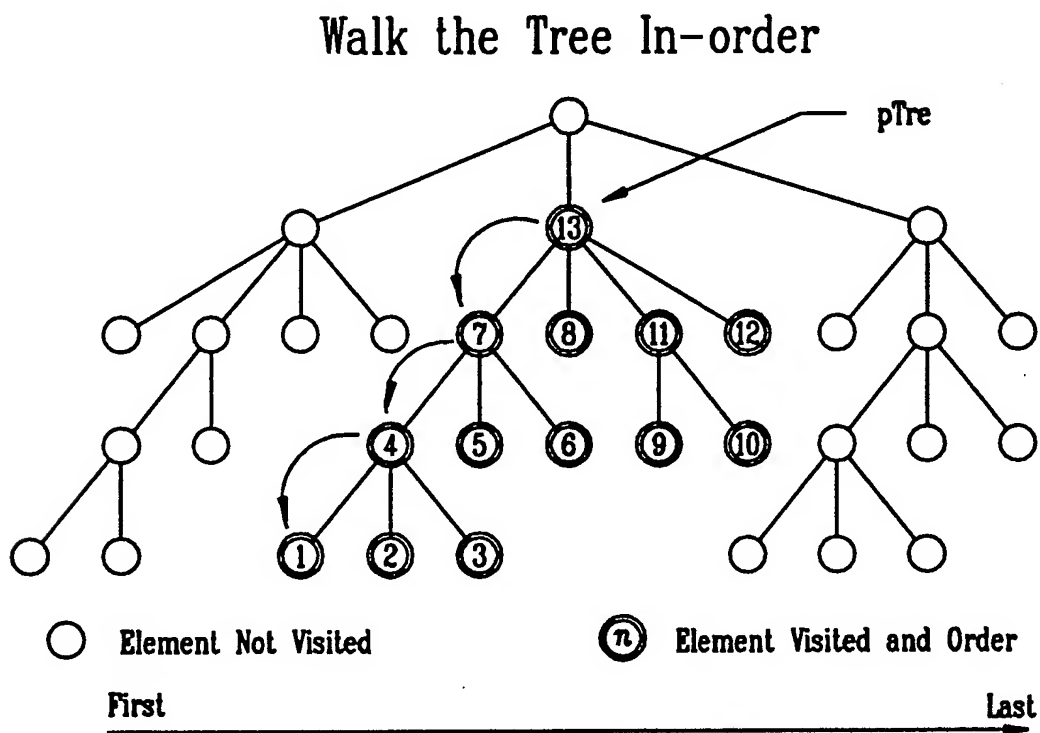 Walk the Tree In-order
pTre
13
7 8 11 12
4 5 6 9 10
1 2 3
Element Not Visited
n Element Visited and Order
First Last